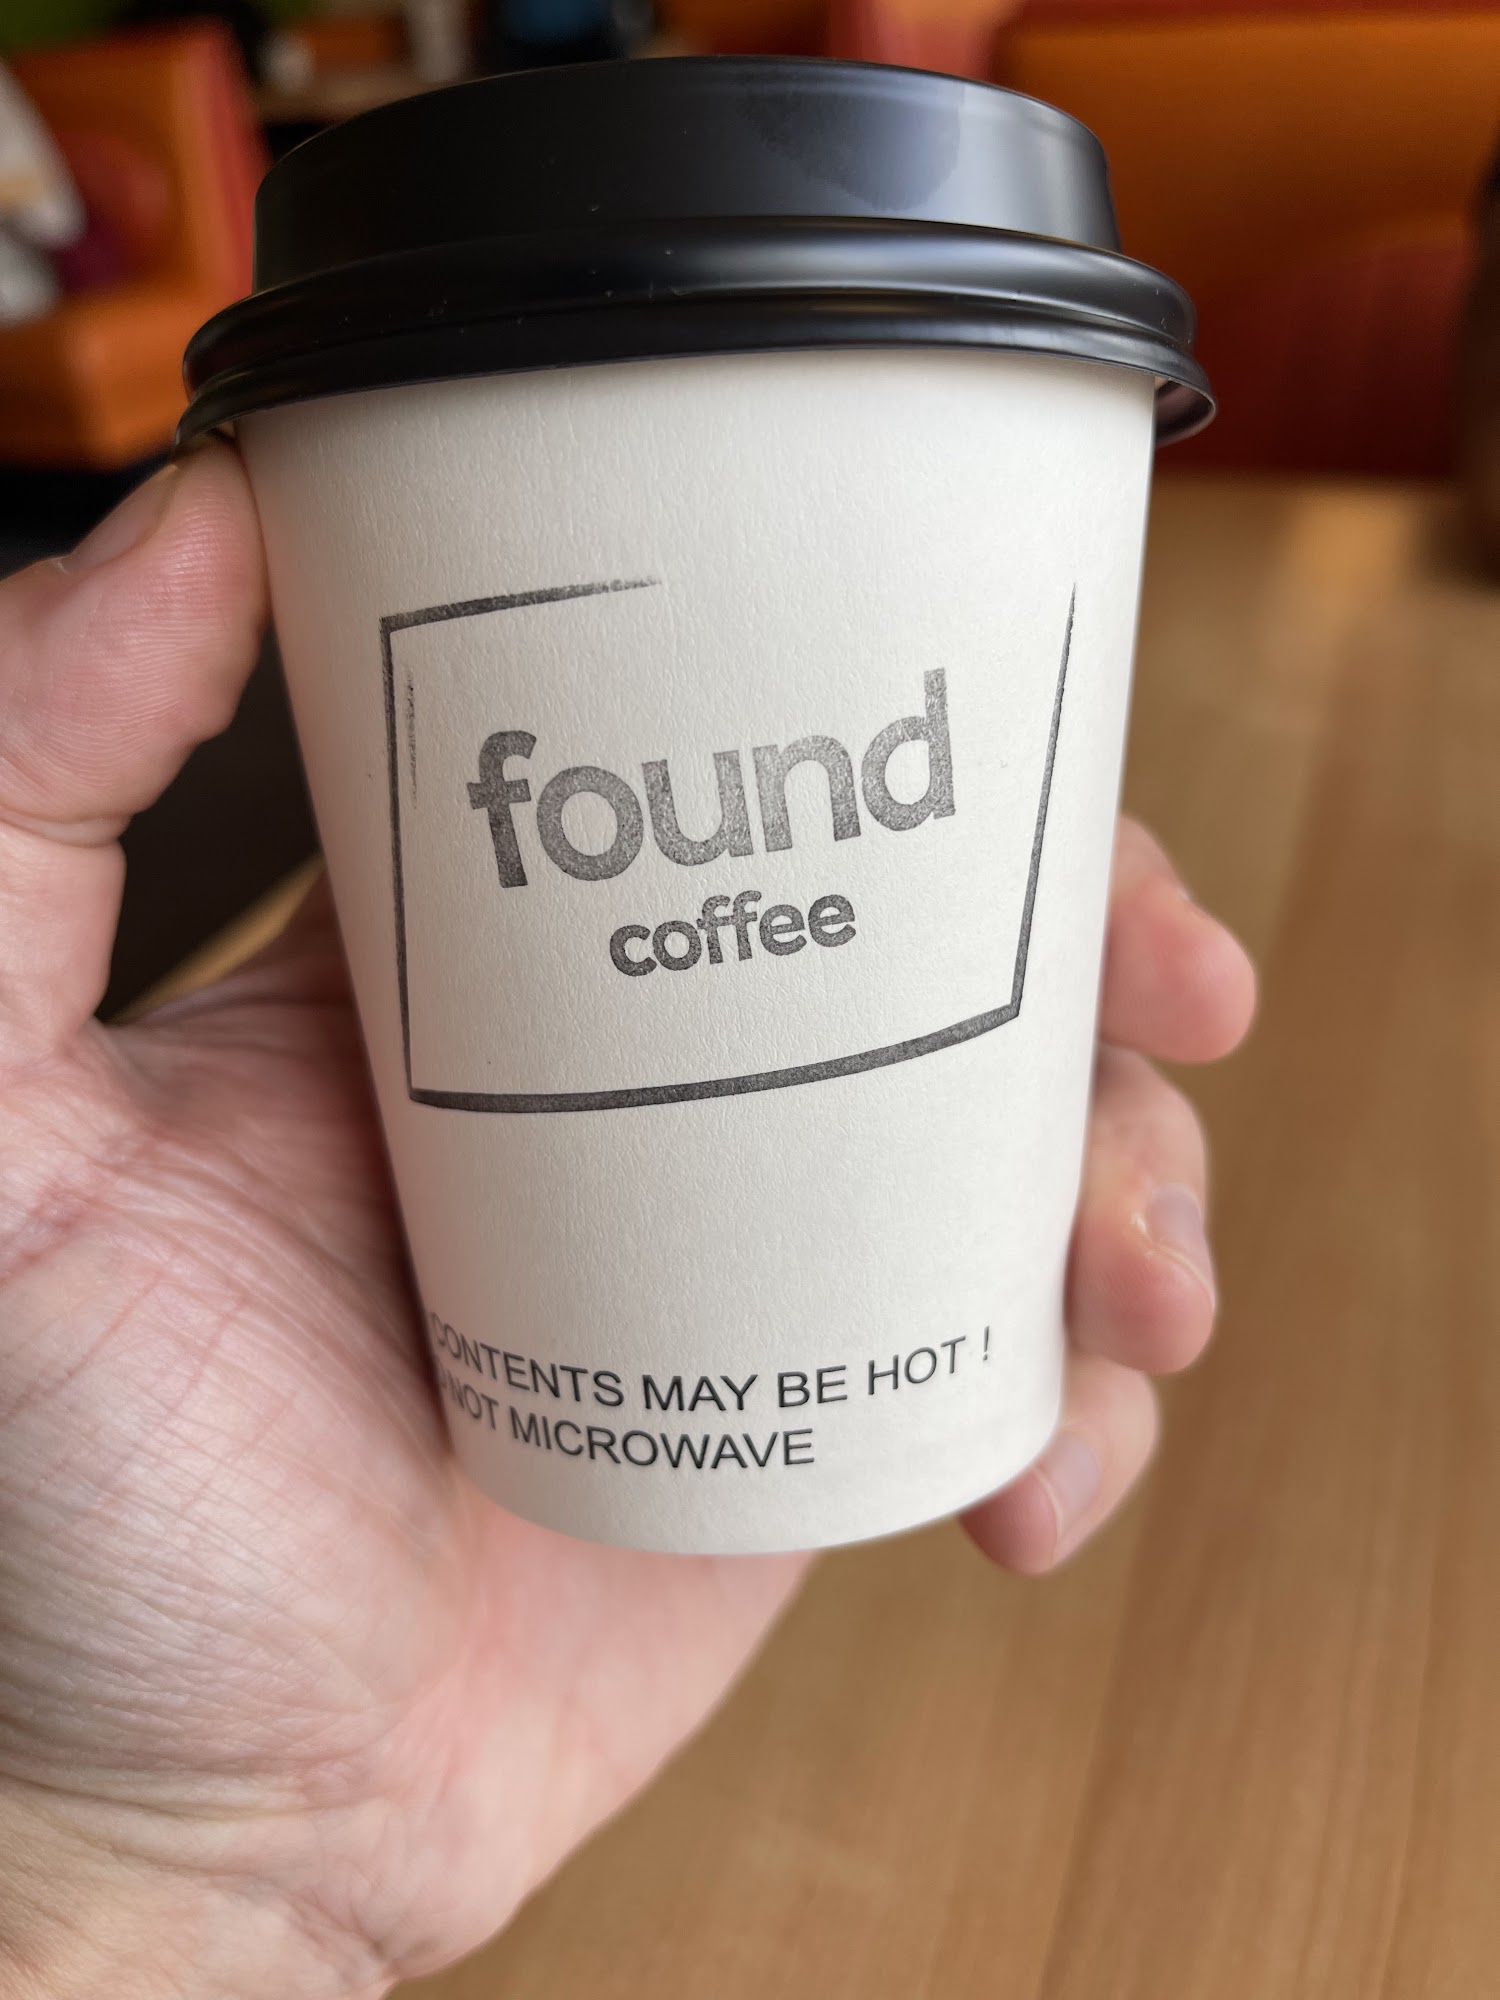 found
coffee
CONTENTS MAY BE HOT !
NOT MICROWAVE